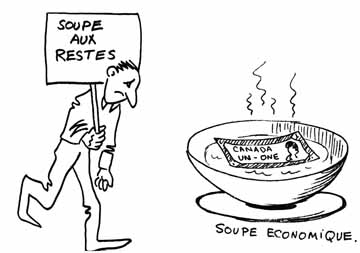 SOUPE
AUX
RESTES
CANADA
UN-ONE
SOUPE ECONOMIQUE.